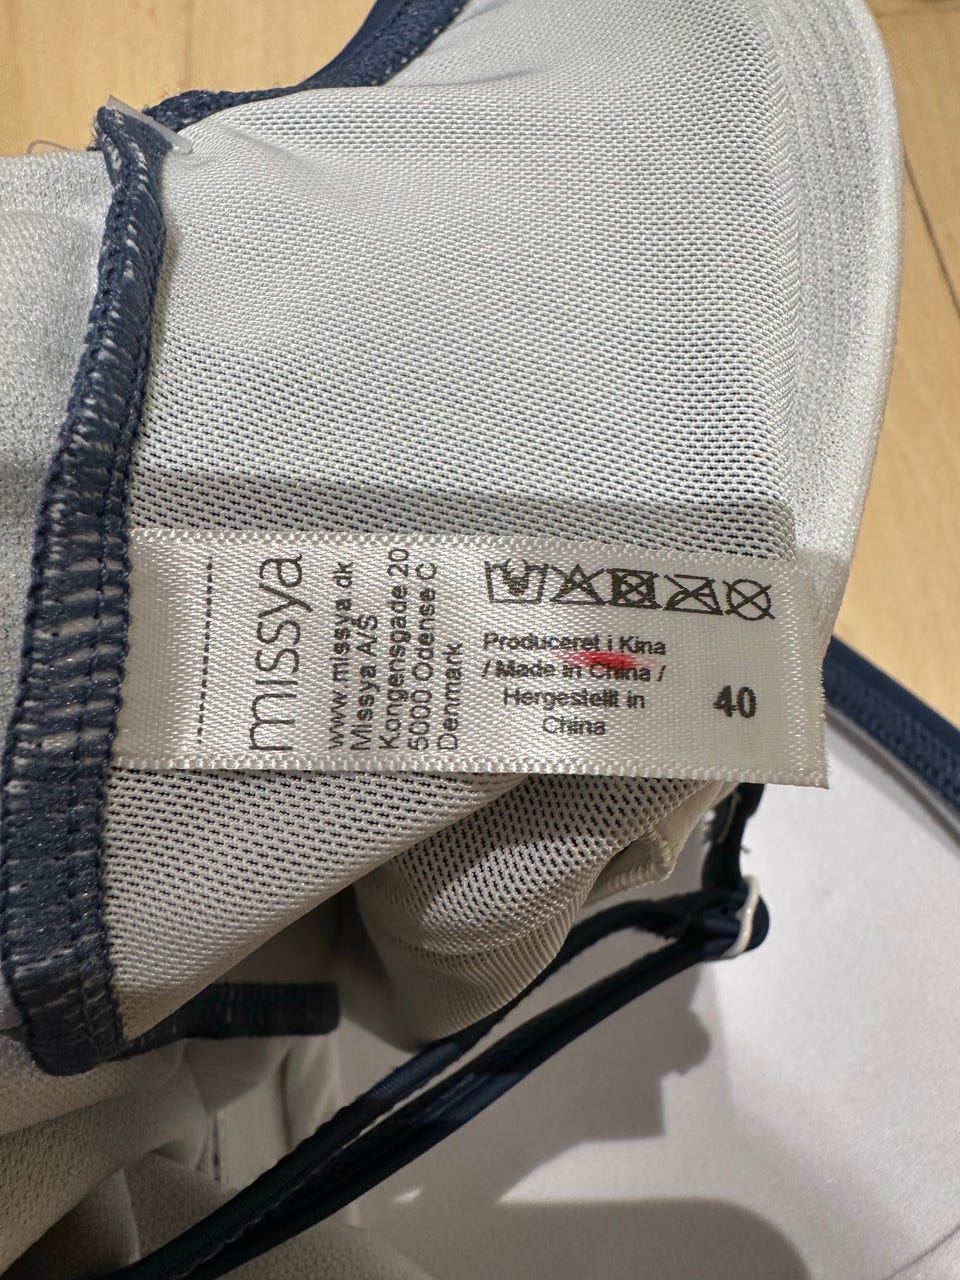 missya
www.missya.dk
Missya A/S
Kongensgade 20
5000 Odense C
Denmark
Produceret i Kina
/ Made in China /
Hergestellt in
China
40